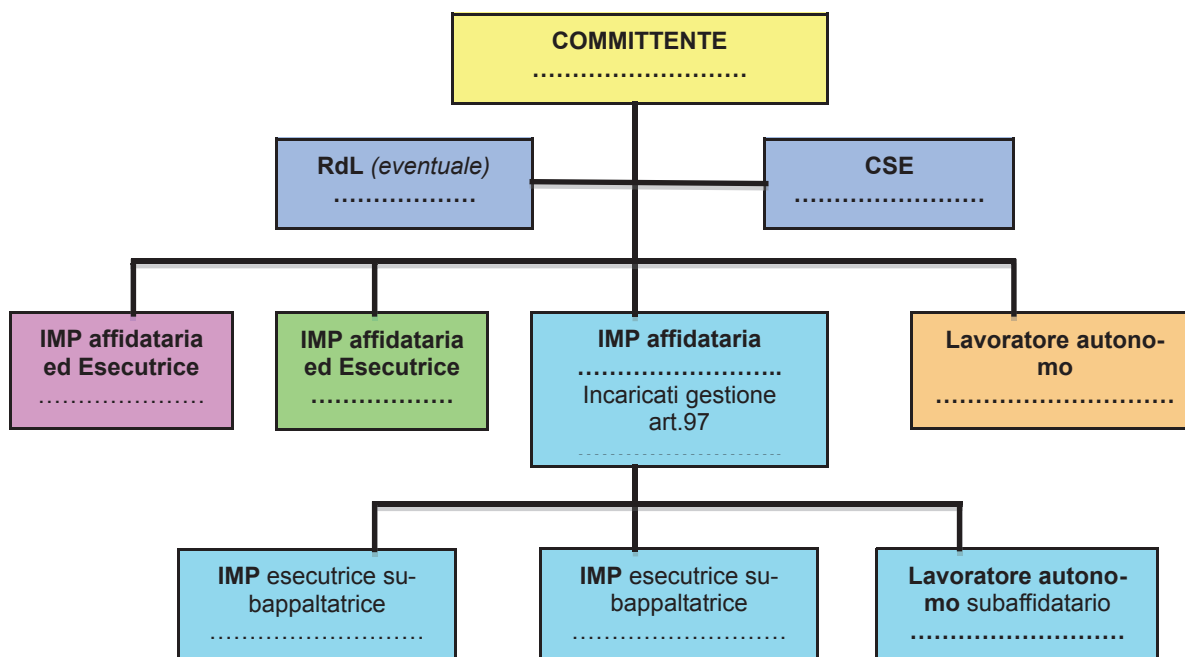 COMMITTENTE
...........................
RdL (eventuale)
..................
CSE
........................
IMP affidataria
ed Esecutrice
.....................
IMP affidataria
ed Esecutrice
..................
IMP affidataria
..........................
Incaricati gestione
art.97
..........................
Lavoratore autono-
mo
..............................
IMP esecutrice su-
bappaltatrice
...........................
IMP esecutrice su-
bappaltatrice
...........................
Lavoratore autono-
mo subaffidatario
...........................